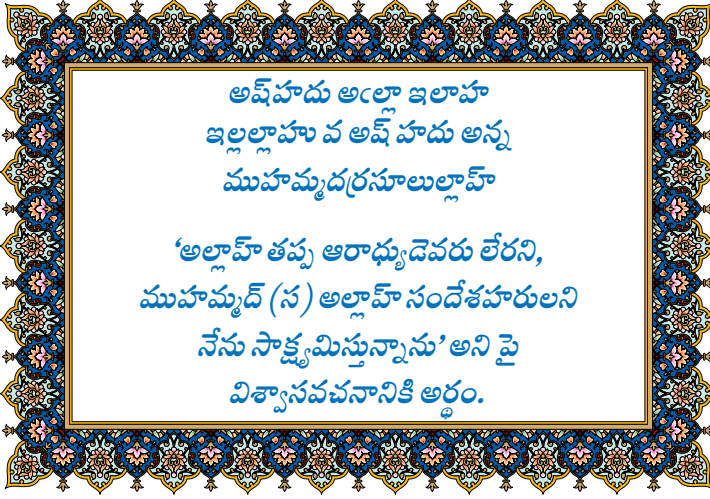 అష్‌హదు అఁల్లా ఇలాహ
ఇల్లల్లాహు వ అష్ హదు అన్న
ముహమ్మదర్రసూలుల్లాహ్
‘అల్లాహ్ తప్ప ఆరాధ్యుడెవరు లేరని,
ముహమ్మద్ (స) అల్లాహ్ సందేశహరులని
నేను సాక్ష్యమిస్తున్నాను’ అని పై
విశ్వాసవచనానికి అర్థం.